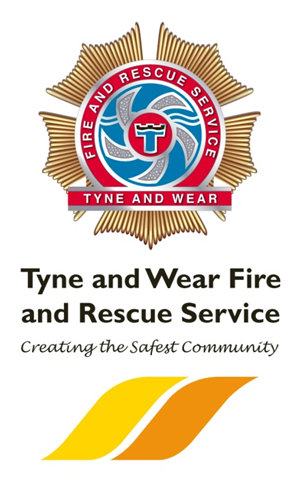 FIRE AND RESCUE SERVICE
T
TYNE AND WEAR
Tyne and Wear Fire
and Rescue Service
Creating the Safest Community